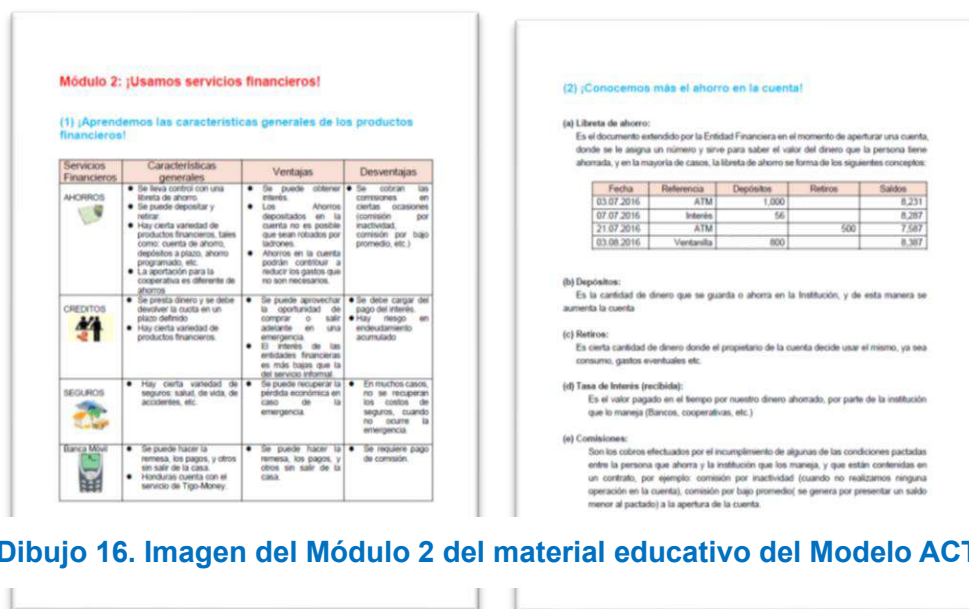 Módulo 2: ¡Usamos servicios financieros!
(1) ¡Aprendemos las características generales de los productos
financieros!
Servicios
Financieros
Características
generales
Ventajas
Desventajas
AHORROS
● Se lleva control con una
libreta de ahorro.
● Se puede depositar y
retirar.
● Hay cierta variedad de
productos financieros, tales
como: cuenta de ahorro,
depósitos a plazo, ahorro
programado, etc.
● La aportación para la
cooperativa es diferente de
ahorros
● Se puede obtener
interés.
● Los Ahorros
depositados en la
cuenta no es posible
que sean robados por
ladrones.
● Ahorros en la cuenta
podrán contribuir a
reducir los gastos que
no son necesarios.
● Se cobran las
comisiones en
ciertas ocasiones
(comisión por
inactividad,
comisión por bajo
promedio, etc.)
CREDITOS
● Se presta dinero y se debe
devolver la cuota en un
plazo definido
● Hay cierta variedad de
productos financieros.
● Se puede aprovechar
la oportunidad de
comprar o salir
adelante en una
emergencia.
● El interés de las
entidades financieras
es más bajas que la
del servicio informal.
● Se debe cargar del
pago del interés.
● Hay riesgo en
endeudamiento
acumulado
SEGUROS
● Hay cierta variedad de
seguros: salud, de vida, de
accidentes, etc.
● Se puede recuperar la
pérdida económica en
caso de la
emergencia.
● En muchos casos,
no se recuperan
los costos de
seguros, cuando
no ocurre la
emergencia.
Banca Móvil
● Se puede hacer la
remesa, los pagos, y otros
sin salir de la casa.
● Honduras cuenta con el
servicio de Tigo-Money.
● Se puede hacer la
remesa, los pagos, y
otros sin salir de la
casa.
● Se requiere pago
de comisión.
(2) ¡Conocemos más el ahorro en la cuenta!
(a) Libreta de ahorro:
Es el documento extendido por la Entidad Financiera en el momento de aperturar una cuenta,
donde se le asigna un número y sirve para saber el valor del dinero que la persona tiene
ahorrada, y en la mayoría de casos, la libreta de ahorro se forma de los siguientes conceptos:
Fecha Referencia Depósitos Retiros Saldos
03.07.2016 ATM 1,000 8,231
07.07.2016 Interés 56 8,287
21.07.2016 ATM 500 7,587
03.08.2016 Ventanilla 800 8,387
(b) Depósitos:
Es la cantidad de dinero que se guarda o ahorra en la Institución, y de esta manera se
aumenta la cuenta
(c) Retiros:
Es cierta cantidad de dinero donde el propietario de la cuenta decide usar el mismo, ya sea
consumo, gastos eventuales etc.
(d) Tasa de Interés (recibida):
Es el valor pagado en el tiempo por nuestro dinero ahorrado, por parte de la institución
que lo maneja (Bancos, cooperativas, etc.)
(e) Comisiones:
Son los cobros efectuados por el incumplimiento de algunas de las condiciones pactadas
entre la persona que ahorra y la institución que los maneja, y que están contenidas en
un contrato, por ejemplo: comisión por inactividad (cuando no realizamos ninguna
operación en la cuenta), comisión por bajo promedio( se genera por presentar un saldo
menor al pactado) a la apertura de la cuenta.
Dibujo 16. Imagen del Módulo 2 del material educativo del Modelo ACT